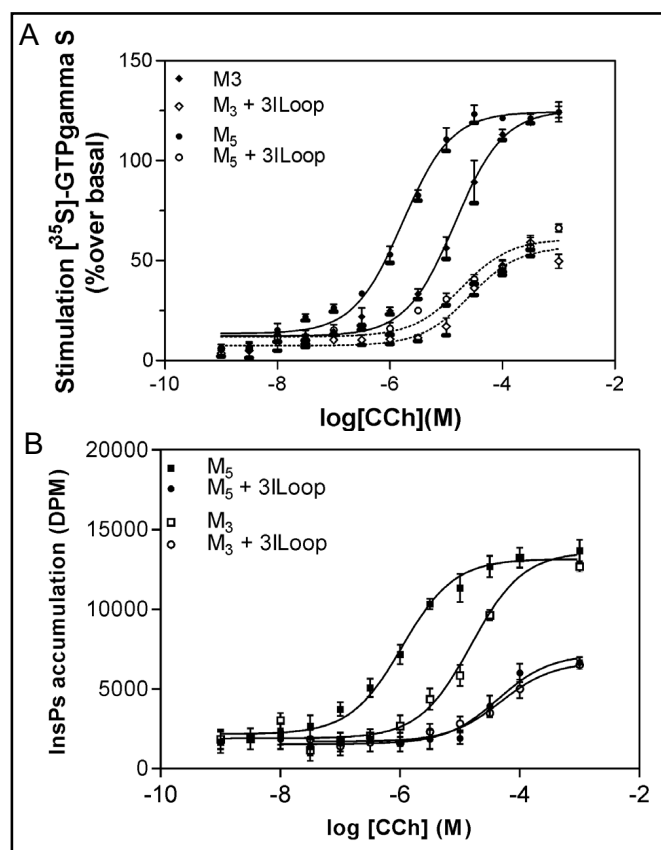 A
Stimulation [³⁵S]-GTPgamma S
(%over basal)
150
100
50
0
M3
M₃ + 3ILoop
M₅
M₅ + 3ILoop
-10
-8
-6
-4
-2
log[CCh](M)
B
InsPs accumulation (DPM)
20000
15000
10000
5000
0
M₅
M₅ + 3ILoop
M₃
M₃ + 3ILoop
-10
-8
-6
-4
-2
log [CCh] (M)